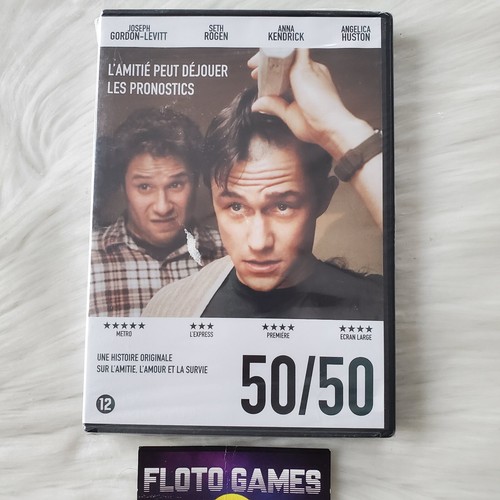 JOSEPH SETH ANNA ANGELICA
GORDON-LEVITT ROGEN KENDRICK HUSTON
L'AMITIÉ PEUT DÉJOUER
LES PRONOSTICS
★★★★★ ★★★ ★★★★ ★★★★
METRO L'EXPRESS PREMIÈRE ECRAN LARGE
UNE HISTOIRE ORIGINALE
SUR L'AMITIE, L'AMOUR ET LA SURVIE
50/50
12
FLOTO GAMES